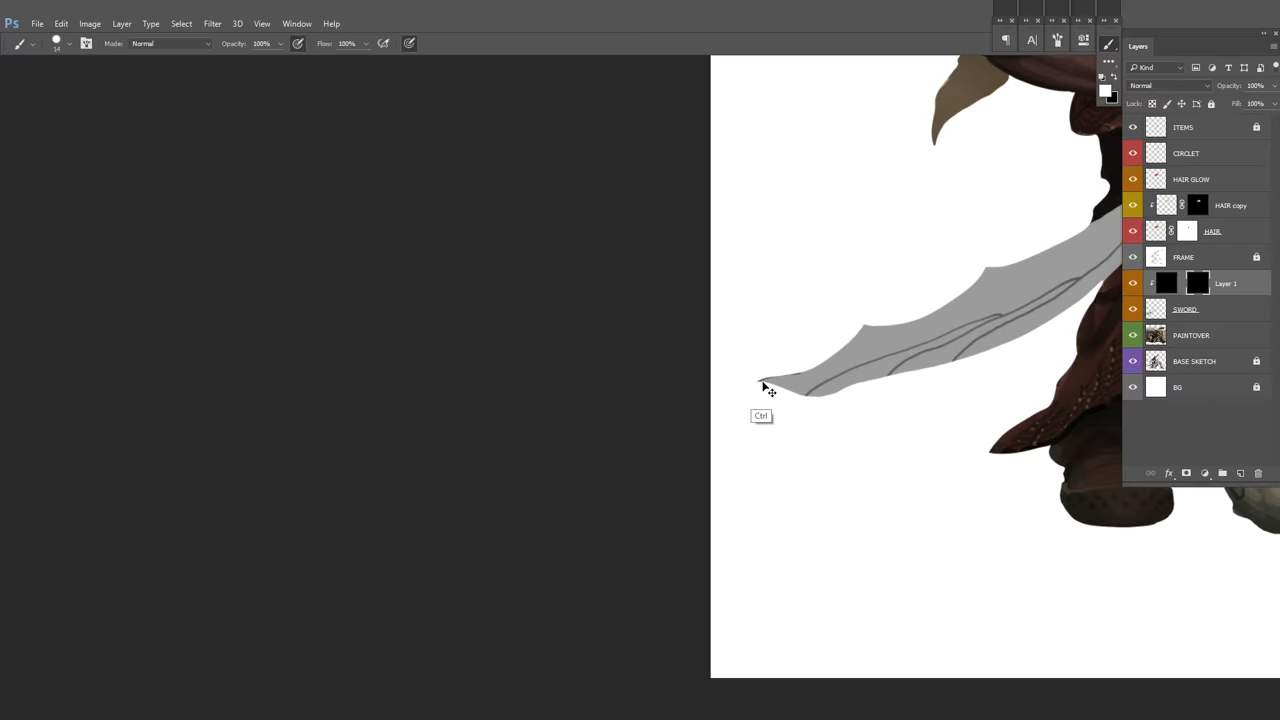 Ps File Edit Image Layer Type Select Filter 3D View Window Help
14 Mode: Normal Opacity: 100% Flow: 100%
A
Layers
Kind
Normal Opacity: 100%
Lock: Fill: 100%
ITEMS
CIRCLET
HAIR GLOW
HAIR copy
HAIR
FRAME
Layer 1
SWORD
PAINTOVER
BASE SKETCH
BG
Ctrl
fx